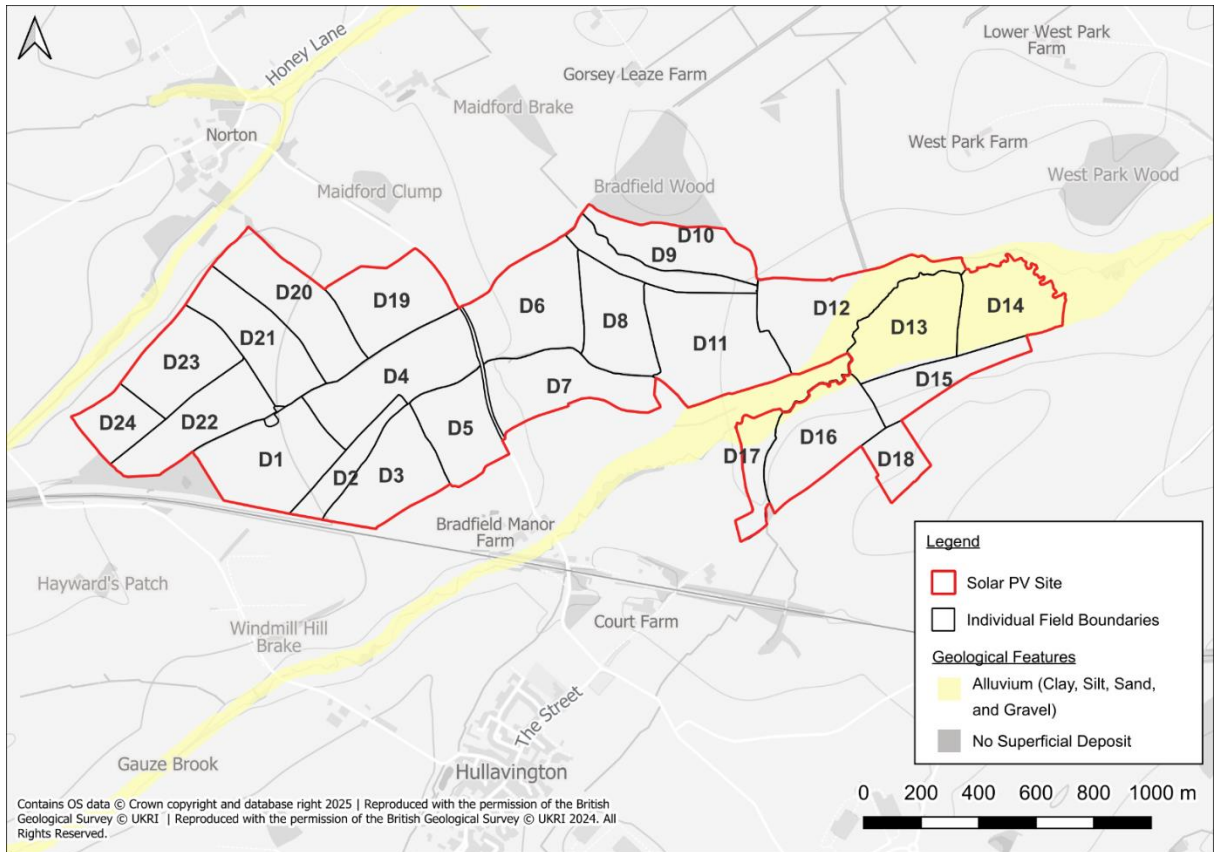 Honey Lane
Lower West Park
Farm
Gorsey Leaze Farm
Maidford Brake
Norton
West Park Farm
Maidford Clump
Bradfield Wood
West Park Wood
D10
D9
D20
D19
D6
D12
D14
D21
D8
D13
D11
D23
D4
D7
D15
D24
D22
D5
D16
D1
D2
D3
D17
D18
Bradfield Manor
Farm
Hayward's Patch
Court Farm
Windmill Hill
Brake
The Street
Gauze Brook
Hullavington
Legend
Solar PV Site
Individual Field Boundaries
Geological Features
Alluvium (Clay, Silt, Sand,
and Gravel)
No Superficial Deposit
0 200 400 600 800 1000 m
Contains OS data © Crown copyright and database right 2025 | Reproduced with the permission of the British
Geological Survey © UKRI | Reproduced with the permission of the British Geological Survey © UKRI 2024. All
Rights Reserved.